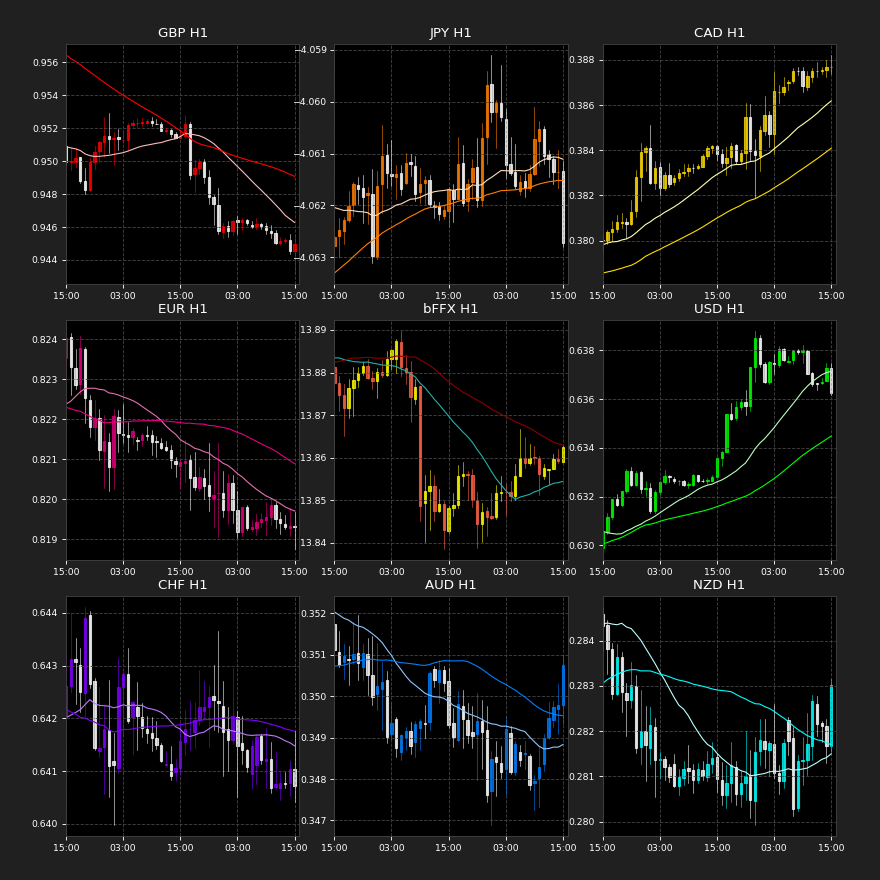 GBP H1
0.956
0.954
0.952
0.950
0.948
0.946
0.944
15:00 03:00 15:00 03:00 15:00
JPY H1
−4.059
−4.060
−4.061
−4.062
−4.063
15:00 03:00 15:00 03:00 15:00
CAD H1
0.388
0.386
0.384
0.382
0.380
15:00 03:00 15:00 03:00 15:00
EUR H1
0.824
0.823
0.822
0.821
0.820
0.819
15:00 03:00 15:00 03:00 15:00
bFFX H1
13.89
13.88
13.87
13.86
13.85
13.84
15:00 03:00 15:00 03:00 15:00
USD H1
0.638
0.636
0.634
0.632
0.630
15:00 03:00 15:00 03:00 15:00
CHF H1
0.644
0.643
0.642
0.641
0.640
15:00 03:00 15:00 03:00 15:00
AUD H1
0.352
0.351
0.350
0.349
0.348
0.347
15:00 03:00 15:00 03:00 15:00
NZD H1
0.284
0.283
0.282
0.281
0.280
15:00 03:00 15:00 03:00 15:00